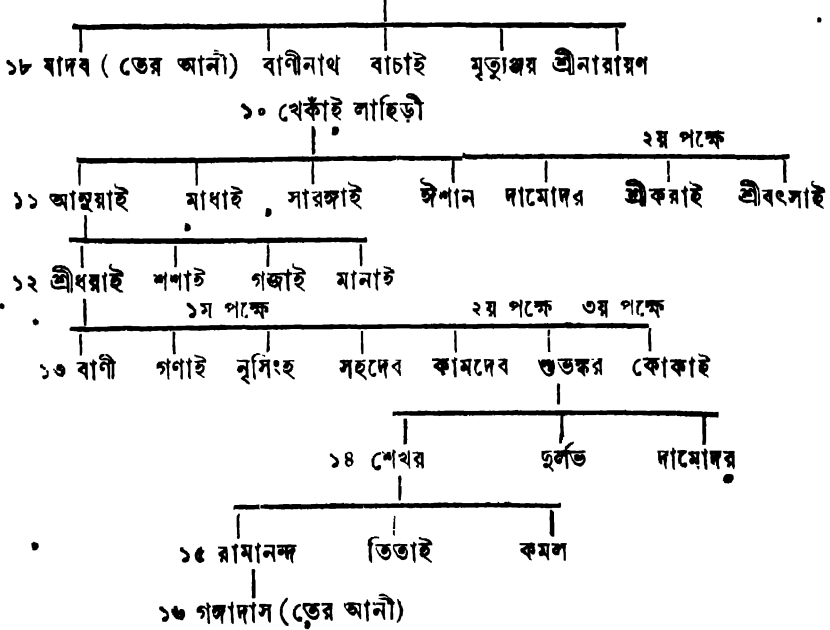 ১৮ যাদব ( তের আনী ) বাণীনাথ বাচাই মৃত্যুঞ্জয় শ্রীনারায়ণ
১০ খেকাঁই লাহিড়ী
২য় পক্ষে
১১ আন্মুয়াই মাধাই সারঙ্গাই ঈশান দামোদর শ্রীকরাই শ্রীবৎসাই
১২ শ্রীধরাই শশাই গজাই মানাই
১ম পক্ষে ২য় পক্ষে ৩য় পক্ষে
১৩ বাণী গণাই নৃসিংহ সহদেব কামদেব শুভঙ্কর কোকাই
১৪ শেখর দুর্লভ দামোদর
১৫ রামানন্দ তিতাই কমল
১৬ গঙ্গাদাস (তের আনী)